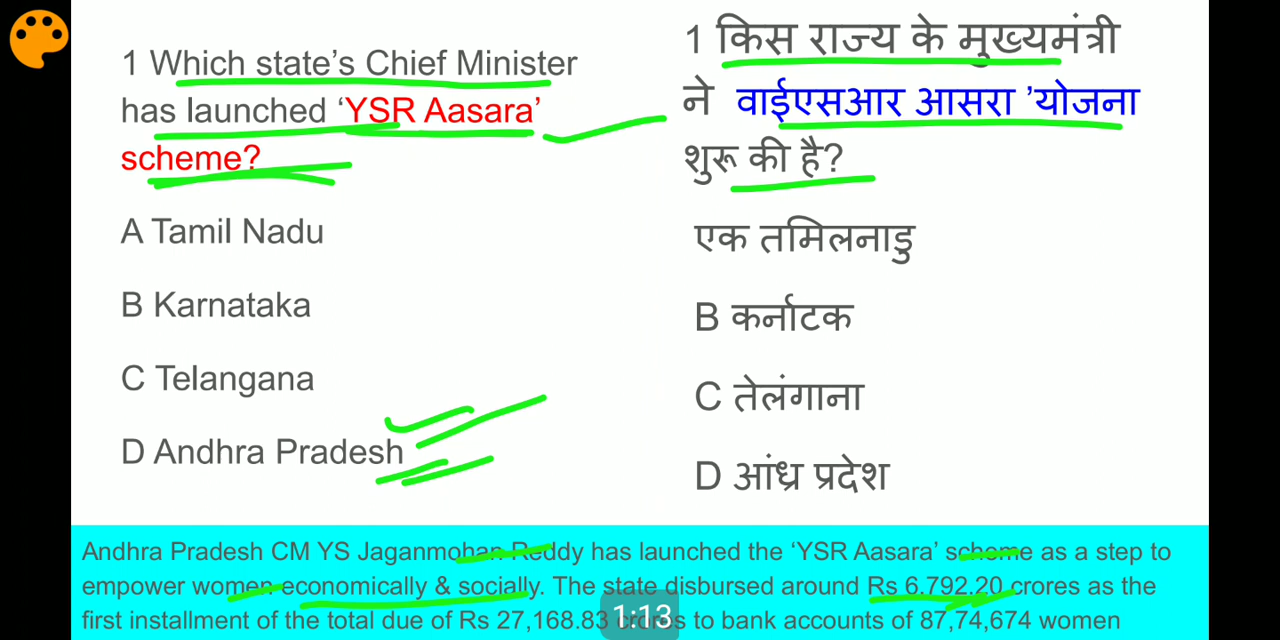 1 Which state’s Chief Minister
has launched ‘YSR Aasara’
scheme?
A Tamil Nadu
B Karnataka
C Telangana
D Andhra Pradesh
1 किस राज्य के मुख्यमंत्री
ने वाईएसआर आसरा ’योजना
शुरू की है?
एक तमिलनाडु
B कर्नाटक
C तेलंगाना
D आंध्र प्रदेश
Andhra Pradesh CM YS Jaganmohan Reddy has launched the ‘YSR Aasara’ scheme as a step to
empower women economically & socially. The state disbursed around Rs 6.792.20 crores as the
first installment of the total due of Rs 27,168.83 crores to bank accounts of 87,74,674 women
1:13